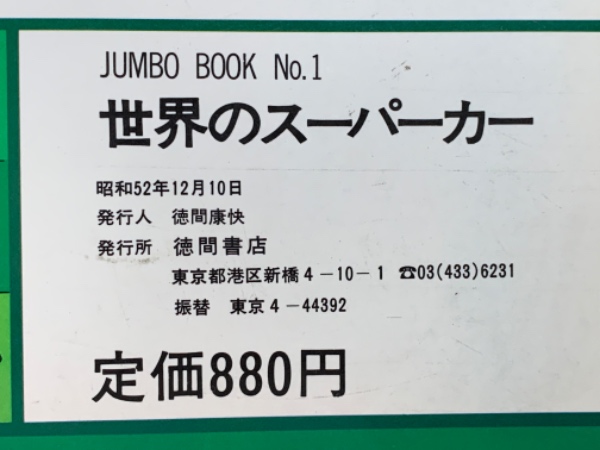 JUMBO BOOK No.1
世界のスーパーカー
昭和52年12月10日
発行人 徳間康快
発行所 徳間書店
東京都港区新橋4-10-1 ☎03(433)6231
振替 東京4-44392
定価880円